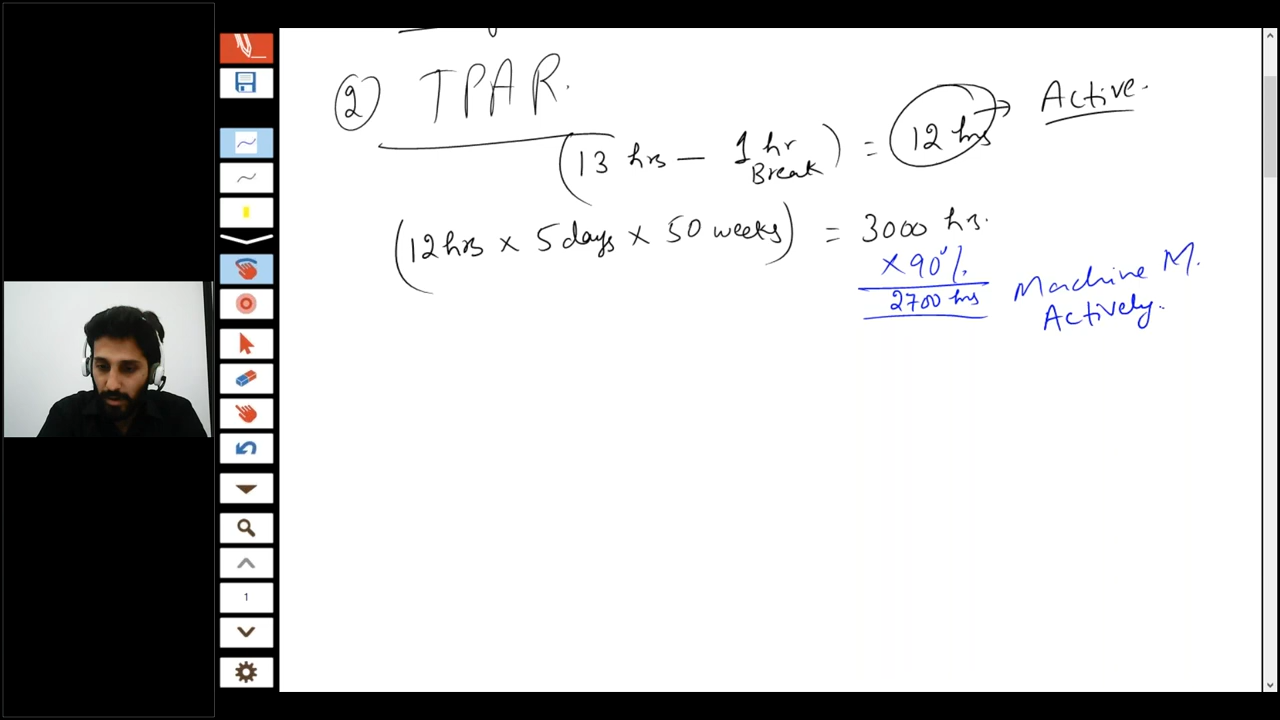 2 TPAR.
(13 hrs — 1 hr Break) = 12 hrs → Active.
(12 hrs × 5 days × 50 weeks) = 3000 hrs.
× 90%
2700 hrs Machine M.
Actively.
1